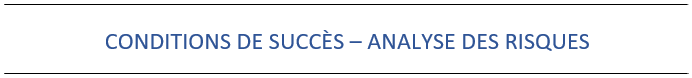 CONDITIONS DE SUCCÈS – ANALYSE DES RISQUES